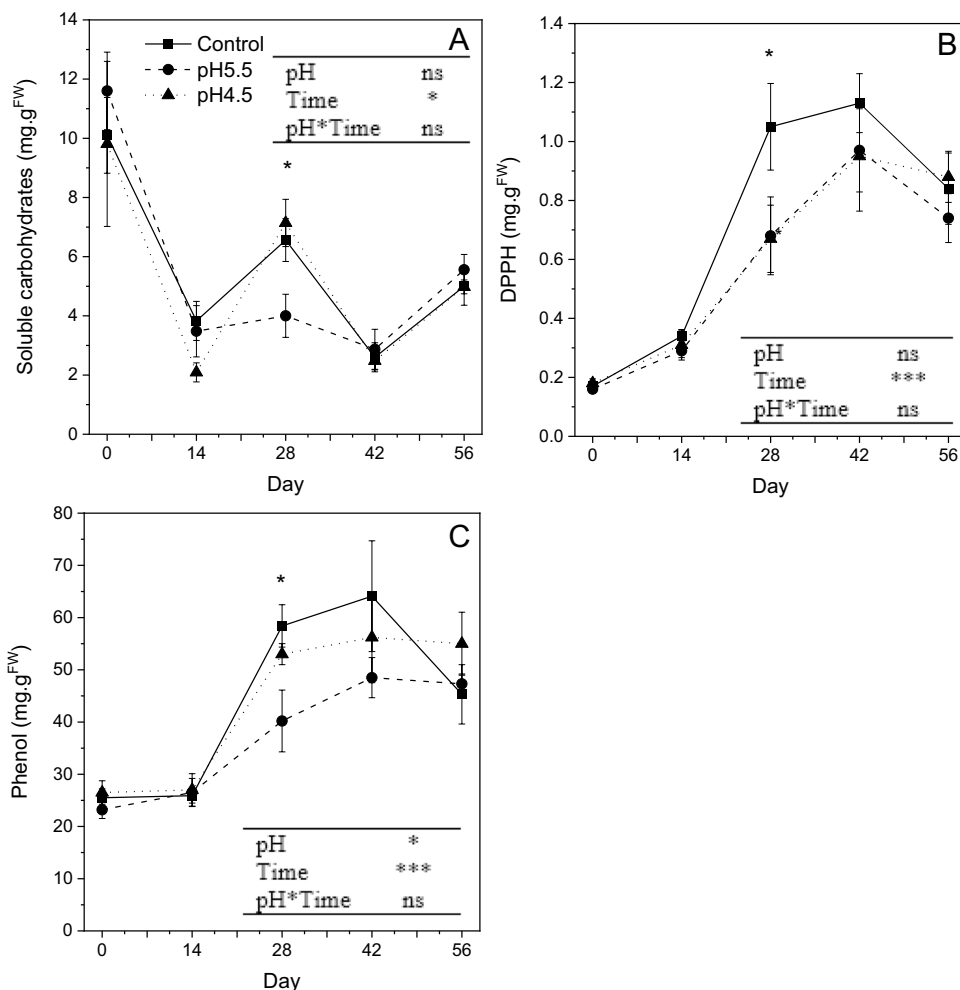 A
Control
pH5.5
pH4.5
pH ns
Time *
pH*Time ns
*
14
12
10
8
6
4
2
0
Soluble carbohydrates (mg.g^FW)
0 14 28 42 56
Day
B
*
1.4
1.2
1.0
0.8
0.6
0.4
0.2
0.0
DPPH (mg.g^FW)
*
pH ns
Time ***
pH*Time ns
0 14 28 42 56
Day
C
*
80
70
60
50
40
30
20
10
0
Phenol (mg.g^FW)
pH *
Time ***
pH*Time ns
0 14 28 42 56
Day